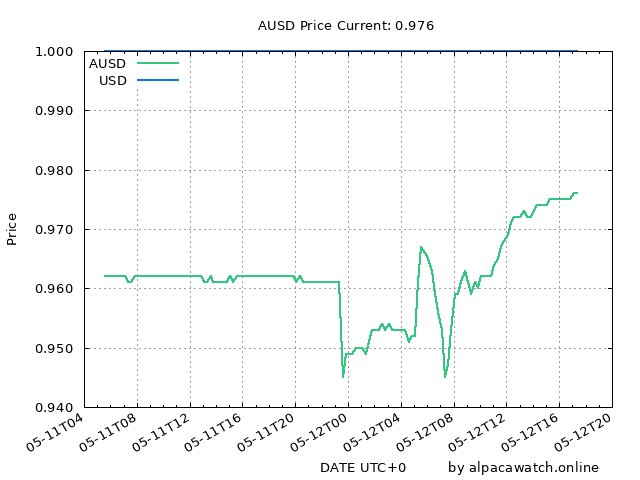 AUSD Price Current: 0.976
1.000
0.990
0.980
0.970
0.960
0.950
0.940
Price
AUSD
USD
05-11T04
05-11T08
05-11T12
05-11T16
05-11T20
05-12T00
05-12T04
05-12T08
05-12T12
05-12T16
05-12T20
DATE UTC+0
by alpacawatch.online